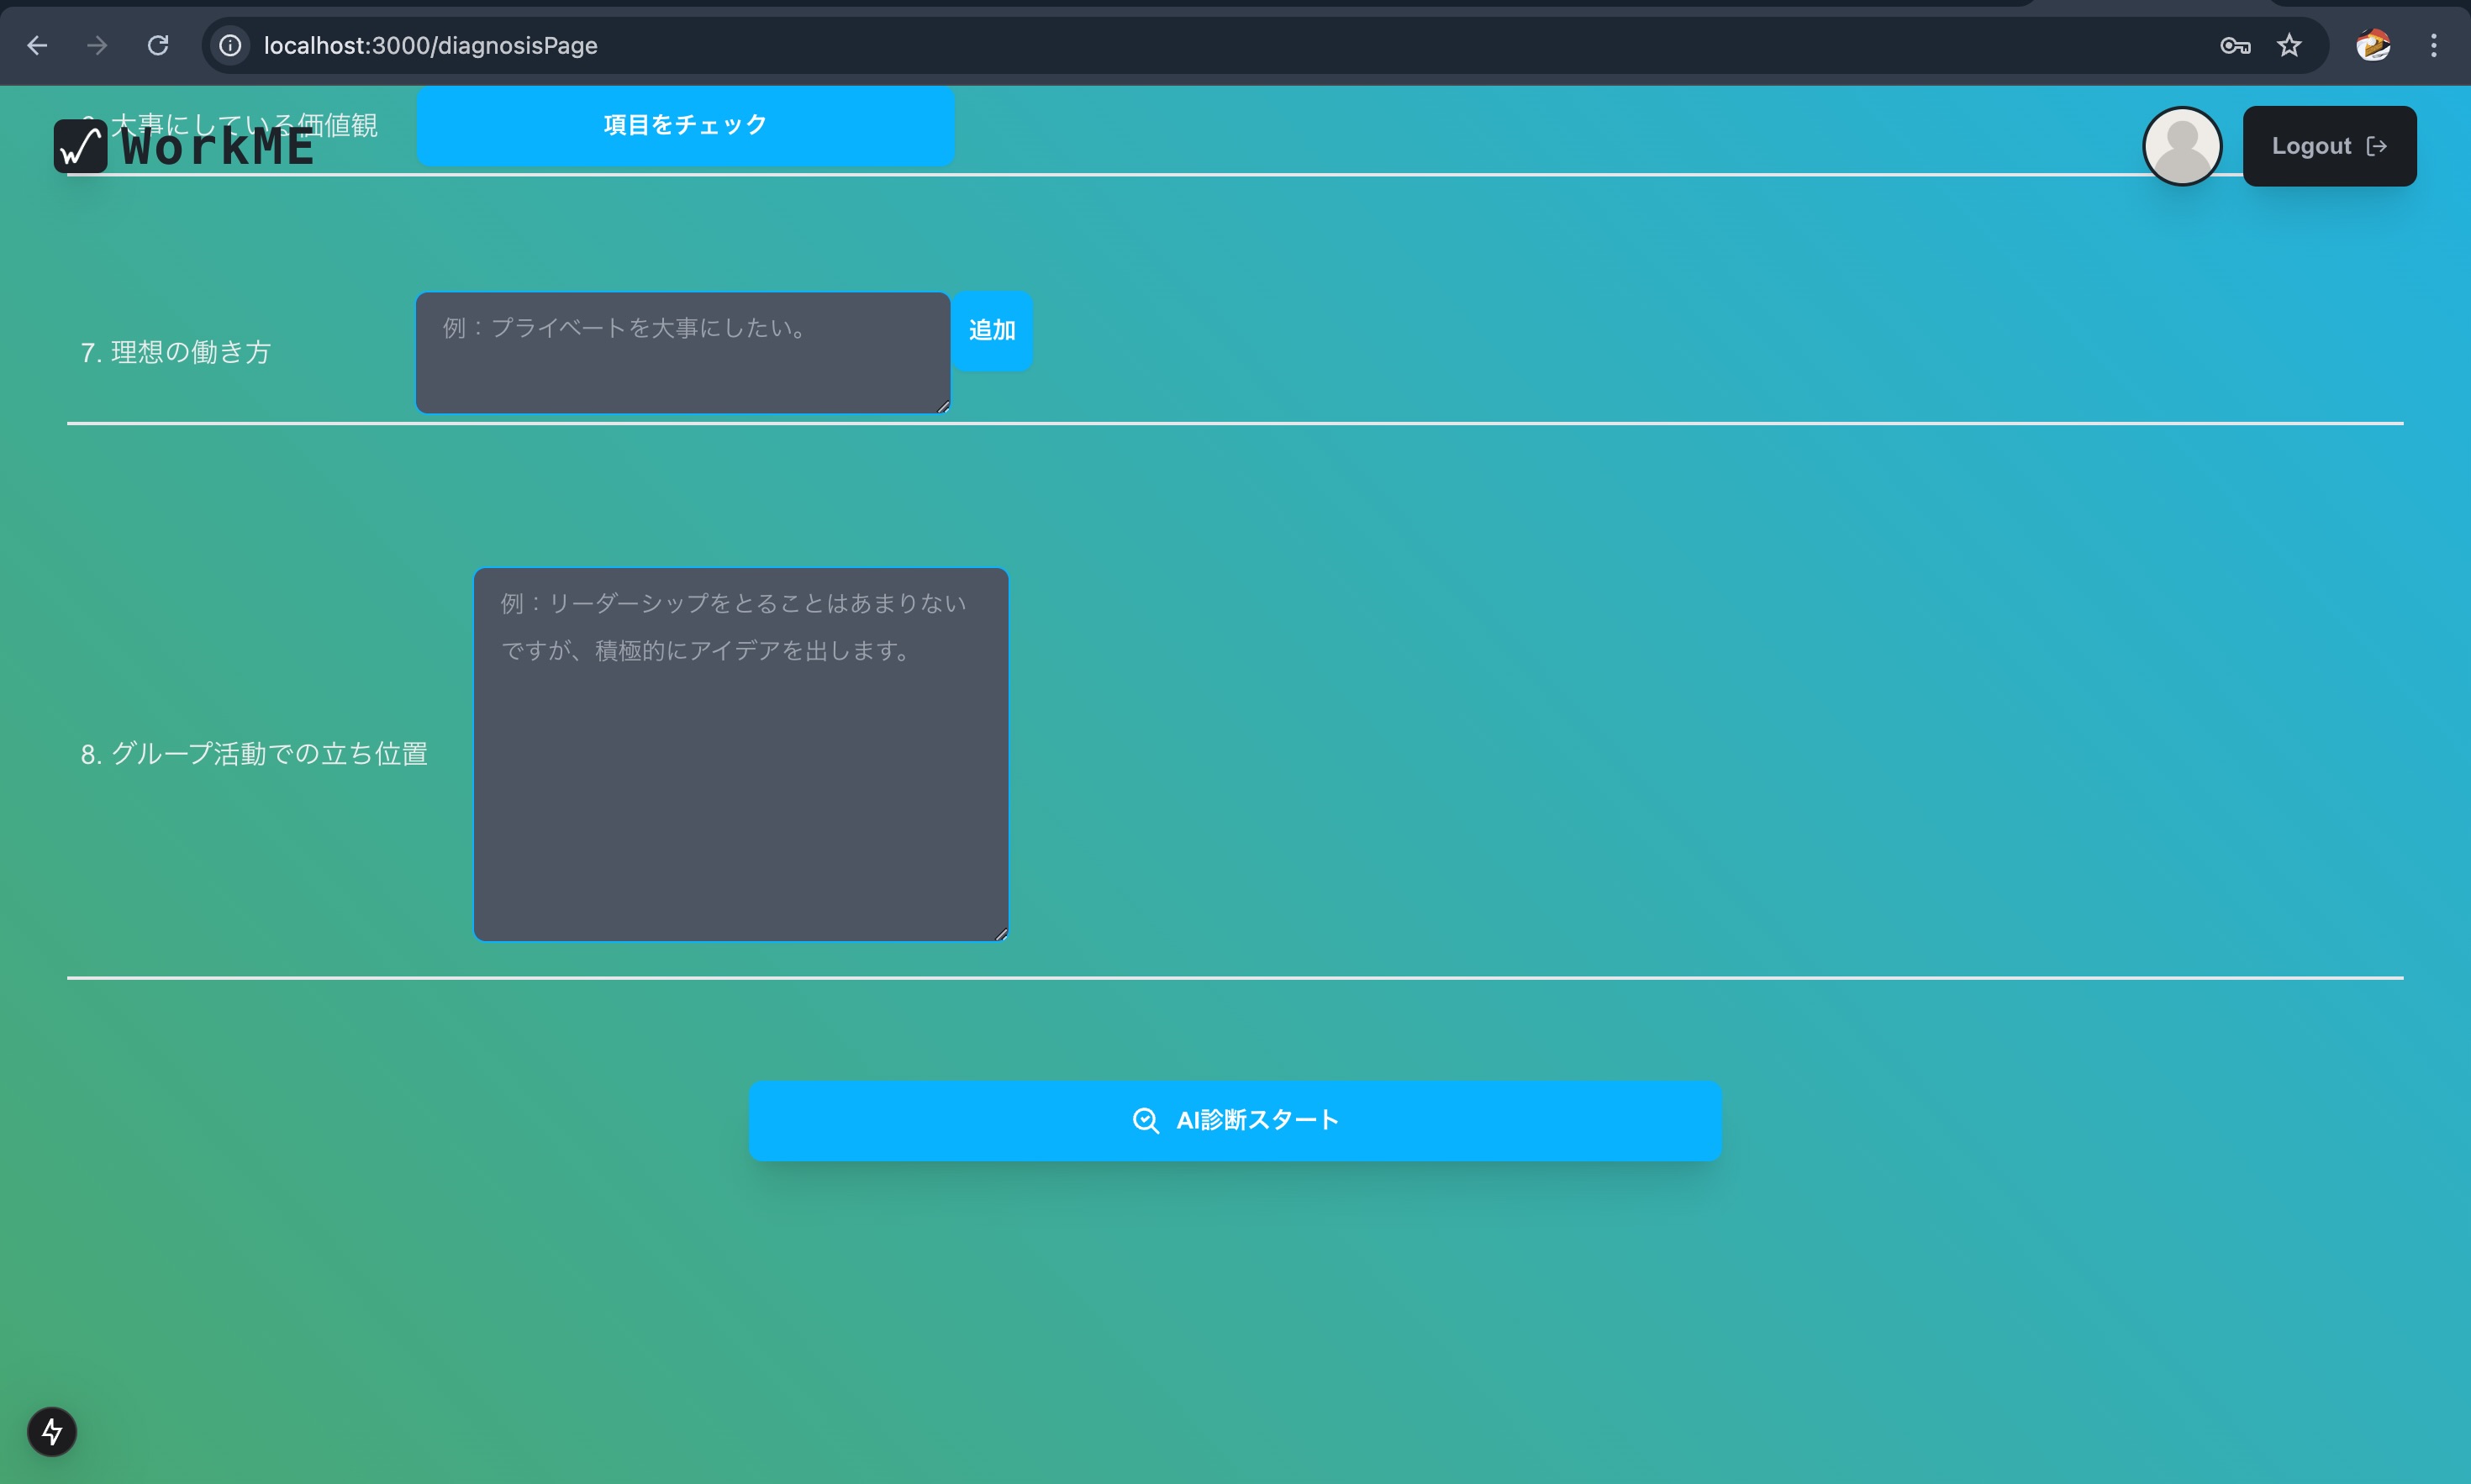 localhost:3000/diagnosisPage
大事にしている価値観
項目をチェック
WorkME
Logout
7. 理想の働き方
例：プライベートを大事にしたい。
追加
8. グループ活動での立ち位置
例：リーダーシップをとることはあまりない
ですが、積極的にアイデアを出します。
AI診断スタート